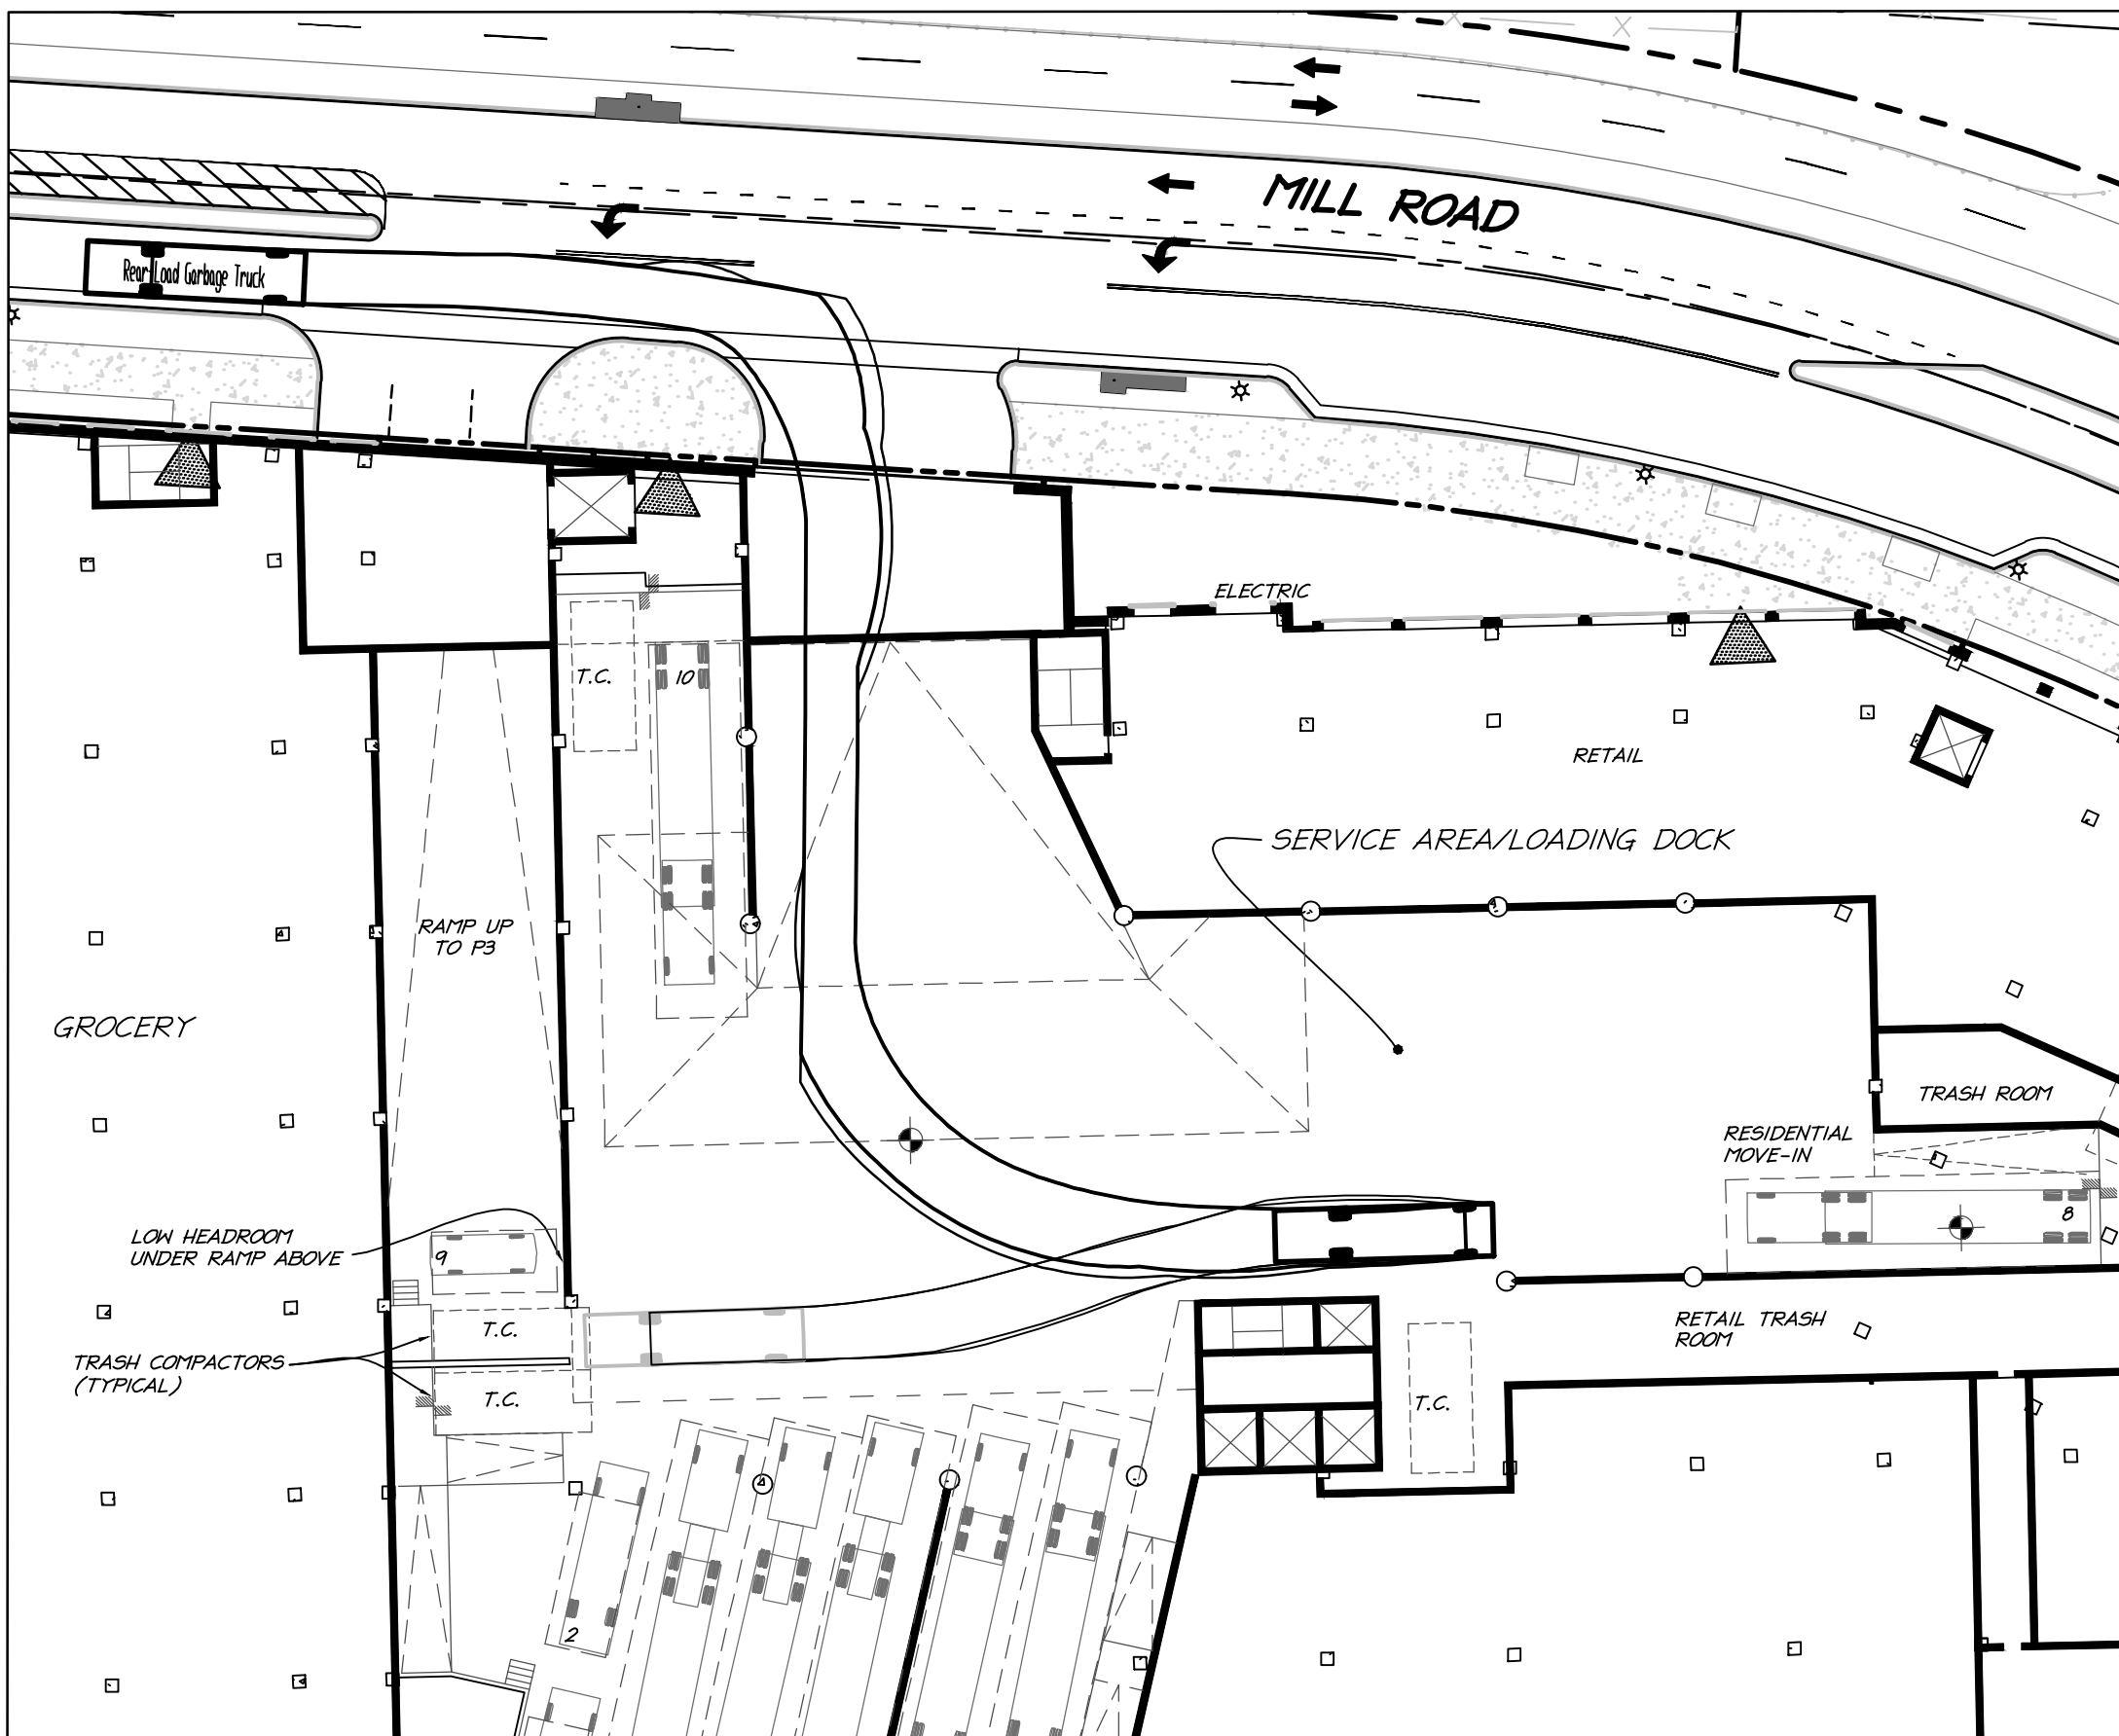 MILL ROAD
Rear-Load Garbage Truck
ELECTRIC
T.C.
10
RETAIL
SERVICE AREA/LOADING DOCK
RAMP UP
TO P3
GROCERY
TRASH ROOM
RESIDENTIAL
MOVE-IN
8
LOW HEADROOM
UNDER RAMP ABOVE
9
T.C.
RETAIL TRASH
ROOM
TRASH COMPACTORS
(TYPICAL)
T.C.
T.C.
2